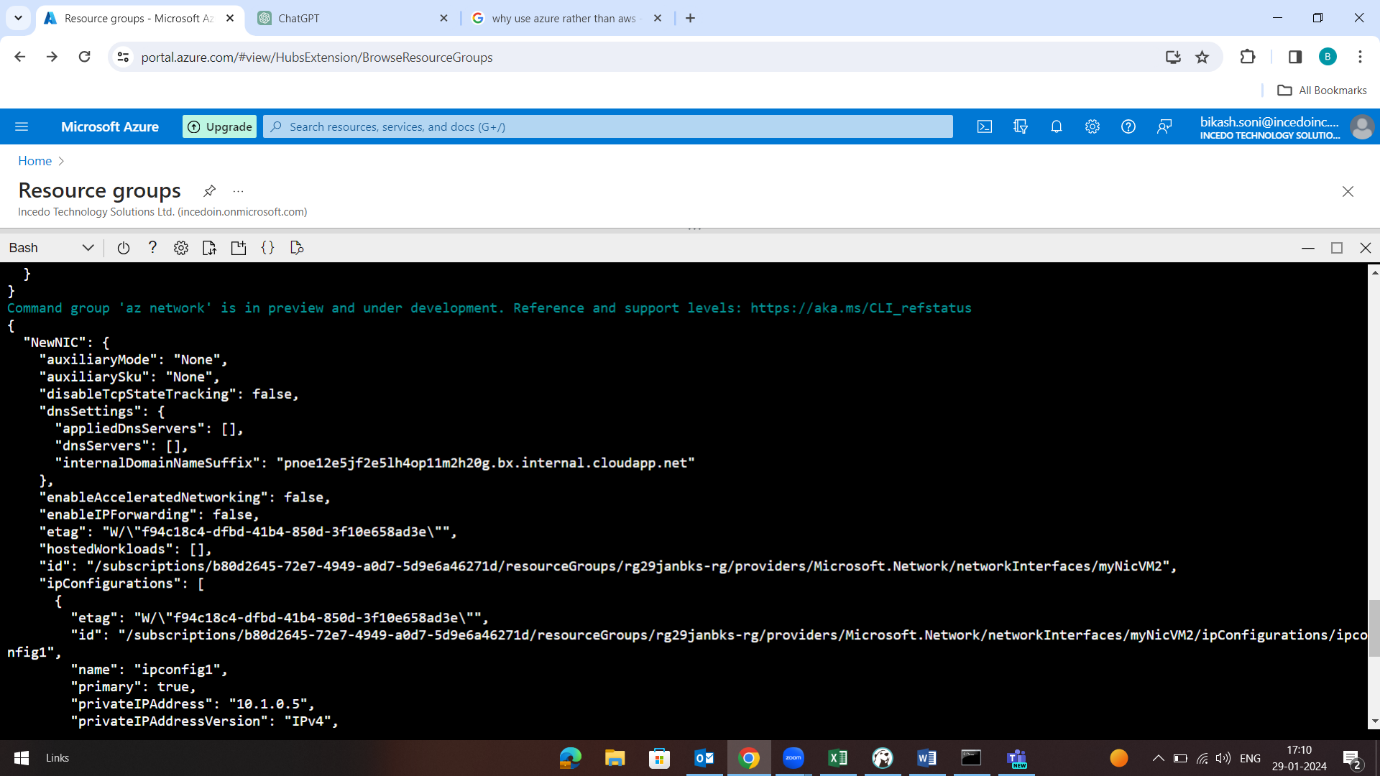 Resource groups - Microsoft Az
ChatGPT
why use azure rather than aws
portal.azure.com/#view/HubsExtension/BrowseResourceGroups
B
All Bookmarks
Microsoft Azure
Upgrade
Search resources, services, and docs (G+/)
bikash.soni@incedoinc....
INCEDO TECHNOLOGY SOLUTIO...
Home >
Resource groups
...
Incedo Technology Solutions Ltd. (incedoin.onmicrosoft.com)
Bash
}
}
Command group 'az network' is in preview and under development. Reference and support levels: https://aka.ms/CLI_refstatus
{
"NewNIC": {
"auxiliaryMode": "None",
"auxiliarySku": "None",
"disableTcpStateTracking": false,
"dnsSettings": {
"appliedDnsServers": [],
"dnsServers": [],
"internalDomainNameSuffix": "pnoe12e5jf2e5lh4op11m2h20g.bx.internal.cloudapp.net"
},
"enableAcceleratedNetworking": false,
"enableIPForwarding": false,
"etag": "W/\"f94c18c4-dfbd-41b4-850d-3f10e658ad3e\"",
"hostedWorkloads": [],
"id": "/subscriptions/b80d2645-72e7-4949-a0d7-5d9e6a46271d/resourceGroups/rg29janbks-rg/providers/Microsoft.Network/networkInterfaces/myNicVM2",
"ipConfigurations": [
{
"etag": "W/\"f94c18c4-dfbd-41b4-850d-3f10e658ad3e\"",
"id": "/subscriptions/b80d2645-72e7-4949-a0d7-5d9e6a46271d/resourceGroups/rg29janbks-rg/providers/Microsoft.Network/networkInterfaces/myNicVM2/ipConfigurations/ipco
nfig1",
"name": "ipconfig1",
"primary": true,
"privateIPAddress": "10.1.0.5",
"privateIPAddressVersion": "IPv4",
Links
zoom
NEW
ENG
17:10
29-01-2024
2